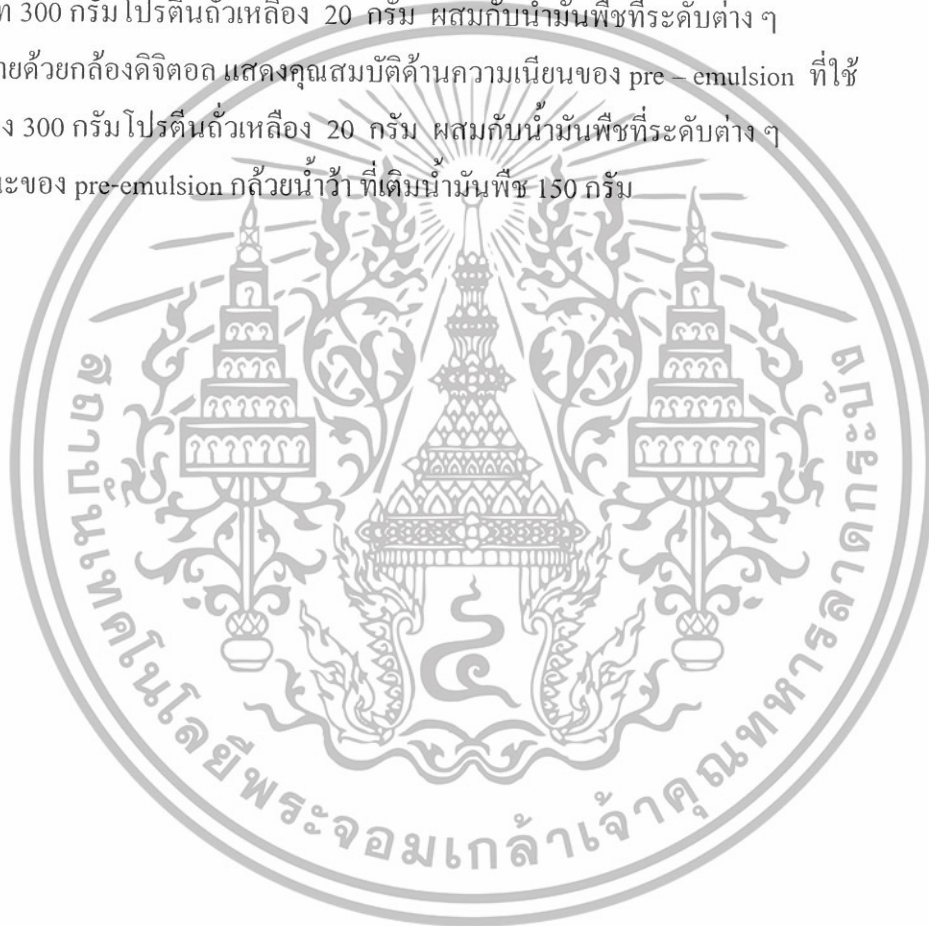 ท 300 กรัม โปรตีนถั่วเหลือง 20 กรัม ผสมกับน้ำมันพืชที่ระดับต่าง ๆ
ายด้วยกล้องดิจิตอล แสดงคุณสมบัติด้านความเนียนของ pre – emulsion ที่ใช้
ง 300 กรัม โปรตีนถั่วเหลือง 20 กรัม ผสมกับน้ำมันพืชที่ระดับต่าง ๆ
ณะของ pre-emulsion กล้วยน้ำว้า ที่เติมน้ำมันพืช 150 กรัม
สถาบันเทคโนโลยีพระจอมเกล้าเจ้าคุณทหารลาดกระบัง